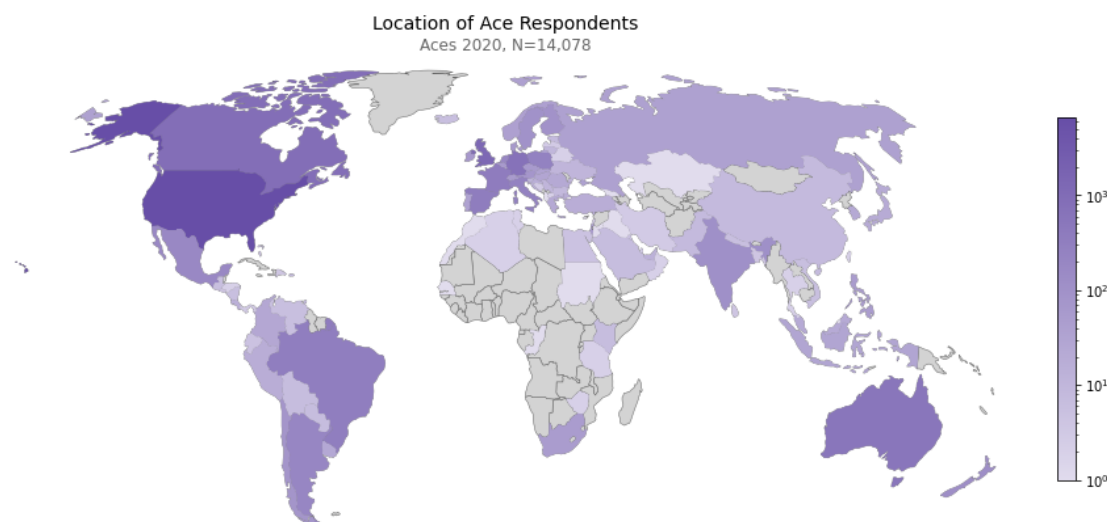 Location of Ace Respondents
Aces 2020, N=14,078
10³
10²
10¹
10⁰